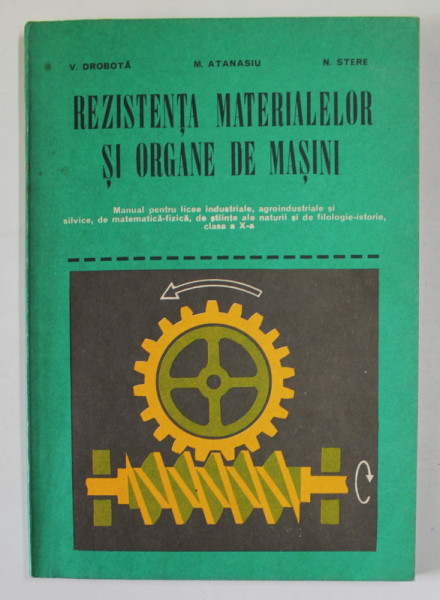 V. DROBOTĂ M. ATANASIU N. STERE
REZISTENȚA MATERIALELOR
ȘI ORGANE DE MAȘINI
Manual pentru licee industriale, agroindustriale și
silvice, de matematică-fizică, de științe ale naturii și de filologie-istorie,
clasa a X-a